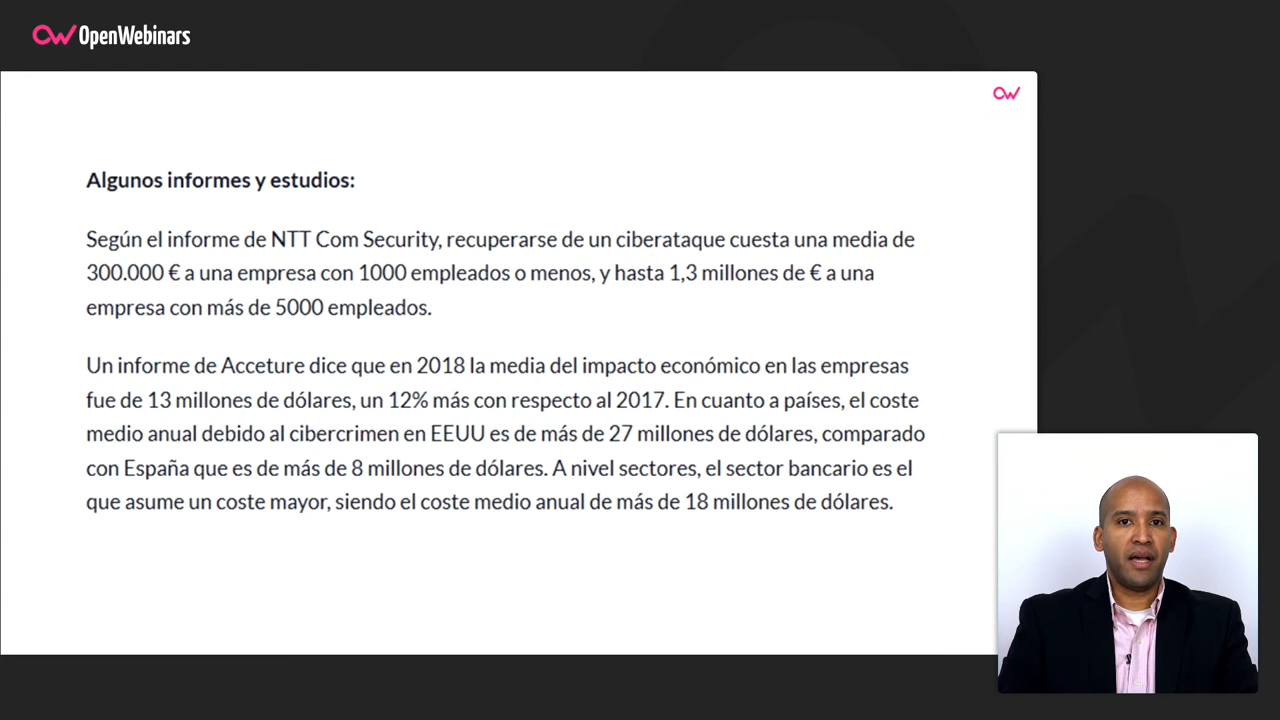 OW OpenWebinars
OW
Algunos informes y estudios:
Según el informe de NTT Com Security, recuperarse de un ciberataque cuesta una media de
300.000 € a una empresa con 1000 empleados o menos, y hasta 1,3 millones de € a una
empresa con más de 5000 empleados.
Un informe de Acceture dice que en 2018 la media del impacto económico en las empresas
fue de 13 millones de dólares, un 12% más con respecto al 2017. En cuanto a países, el coste
medio anual debido al cibercrimen en EEUU es de más de 27 millones de dólares, comparado
con España que es de más de 8 millones de dólares. A nivel sectores, el sector bancario es el
que asume un coste mayor, siendo el coste medio anual de más de 18 millones de dólares.